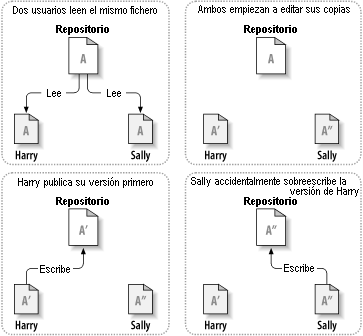 Dos usuarios leen el mismo fichero
Repositorio
A
Lee
Lee
A
A
Harry
Sally
Ambos empiezan a editar sus copias
Repositorio
A
A'
A"
Harry
Sally
Harry publica su versión primero
Repositorio
A'
Escribe
A'
A"
Harry
Sally
Sally accidentalmente sobreescribe la
versión de Harry
Repositorio
A"
Escribe
A'
A"
Harry
Sally